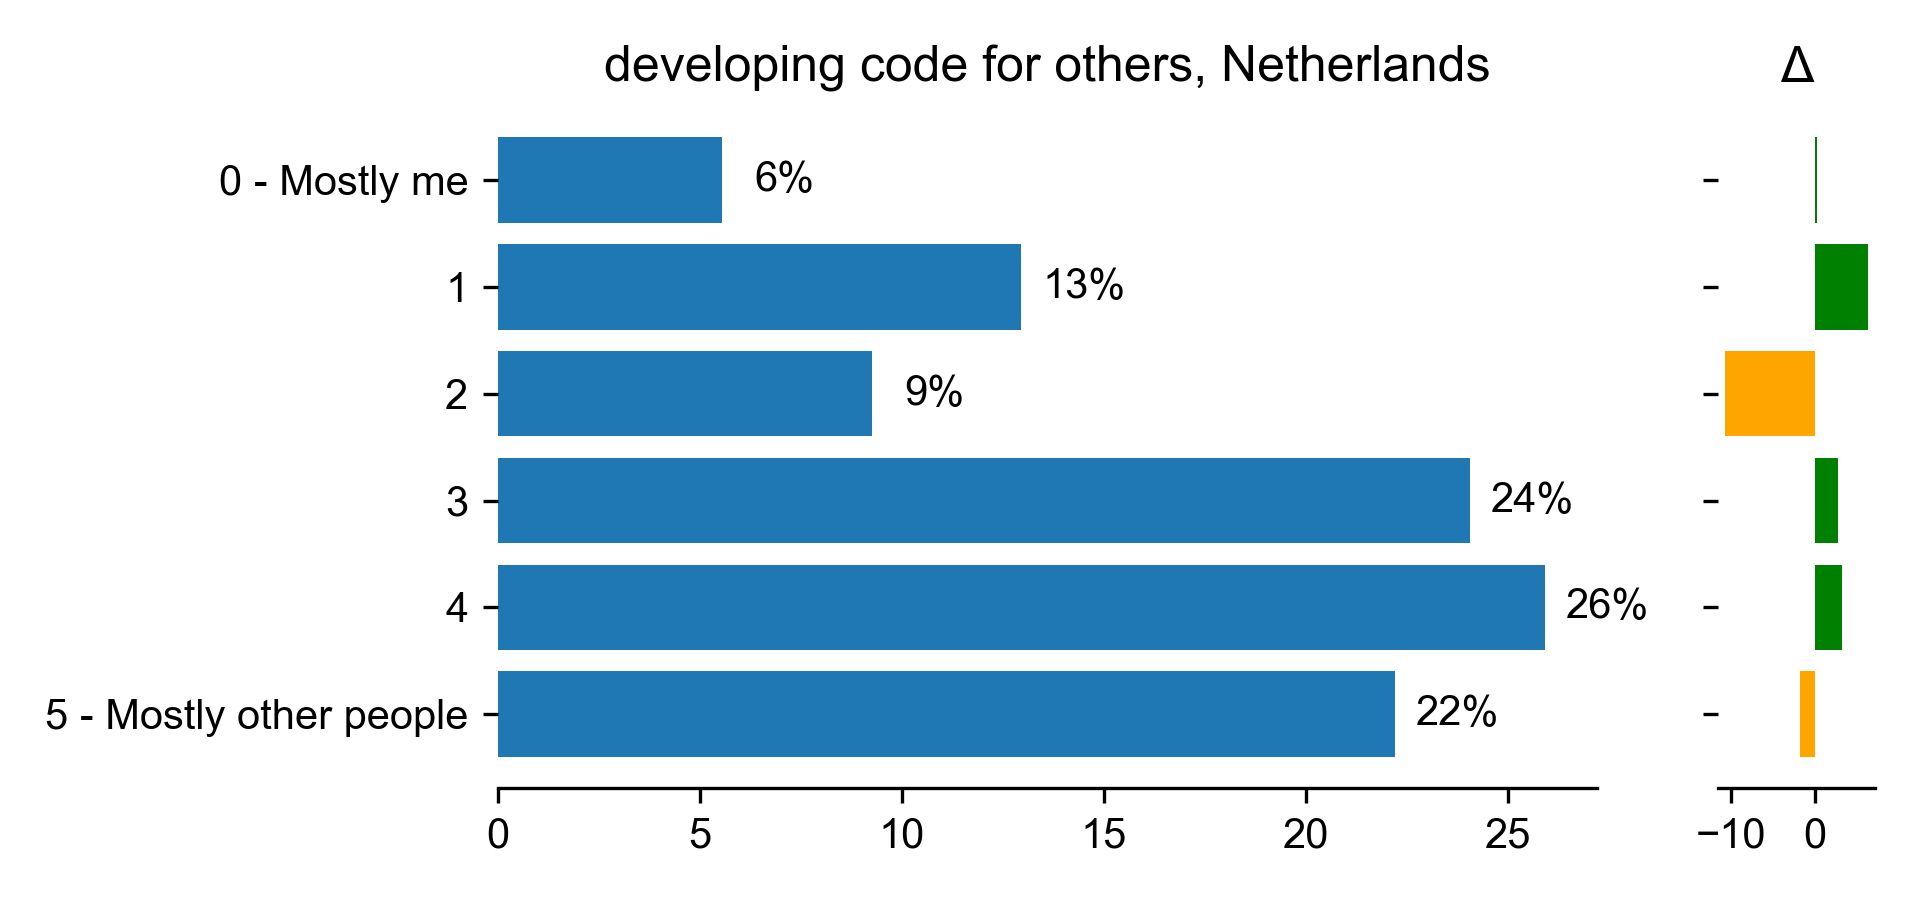 developing code for others, Netherlands
Δ
0 - Mostly me
6%
1
13%
2
9%
3
24%
4
26%
5 - Mostly other people
22%
0 5 10 15 20 25
−10 0